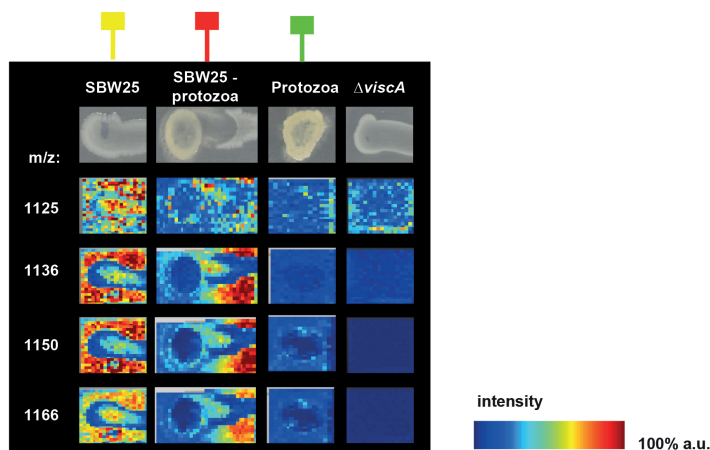 SBW25
SBW25 -
protozoa
Protozoa
ΔviscA
m/z:
1125
1136
1150
1166
intensity
100% a.u.